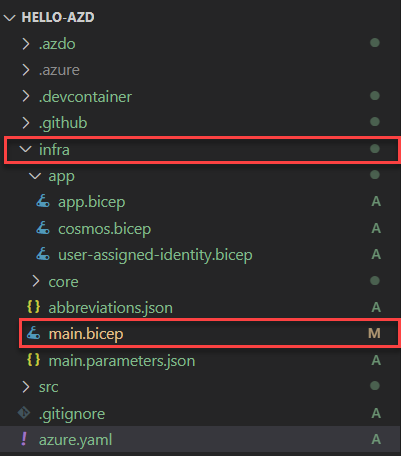 HELLO-AZD
.azdo
.azure
.devcontainer
.github
infra
app
app.bicep A
cosmos.bicep A
user-assigned-identity.bicep A
core
{} abbreviations.json A
main.bicep M
{} main.parameters.json A
src
.gitignore A
! azure.yaml A